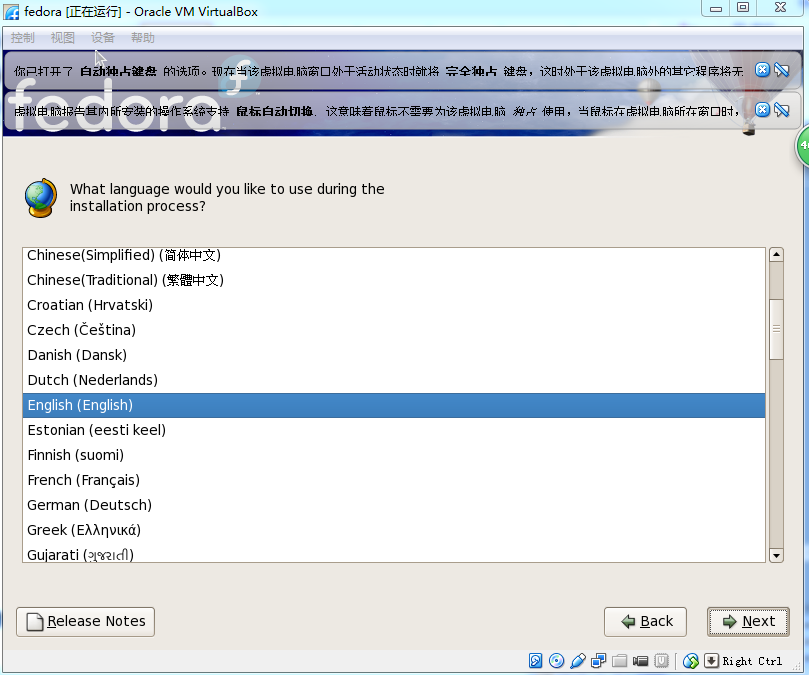 fedora [正在运行] - Oracle VM VirtualBox
控制 视图 设备 帮助
你已打开了 自动独占键盘 的选项。现在当该虚拟电脑窗口处于活动状态时就将 完全独占 键盘，这时处于该虚拟电脑外的其它程序将无
fedora
虚拟电脑报告其内所安装的操作系统支持 鼠标自动切换. 这意味着鼠标不需要为该虚拟电脑 独占 使用，当鼠标在虚拟电脑所在窗口时，
What language would you like to use during the
installation process?
Chinese(Simplified) (简体中文)
Chinese(Traditional) (繁體中文)
Croatian (Hrvatski)
Czech (Čeština)
Danish (Dansk)
Dutch (Nederlands)
English (English)
Estonian (eesti keel)
Finnish (suomi)
French (Français)
German (Deutsch)
Greek (Ελληνικά)
Gujarati (ગુજરાતી)
Release Notes
Back
Next
Right Ctrl